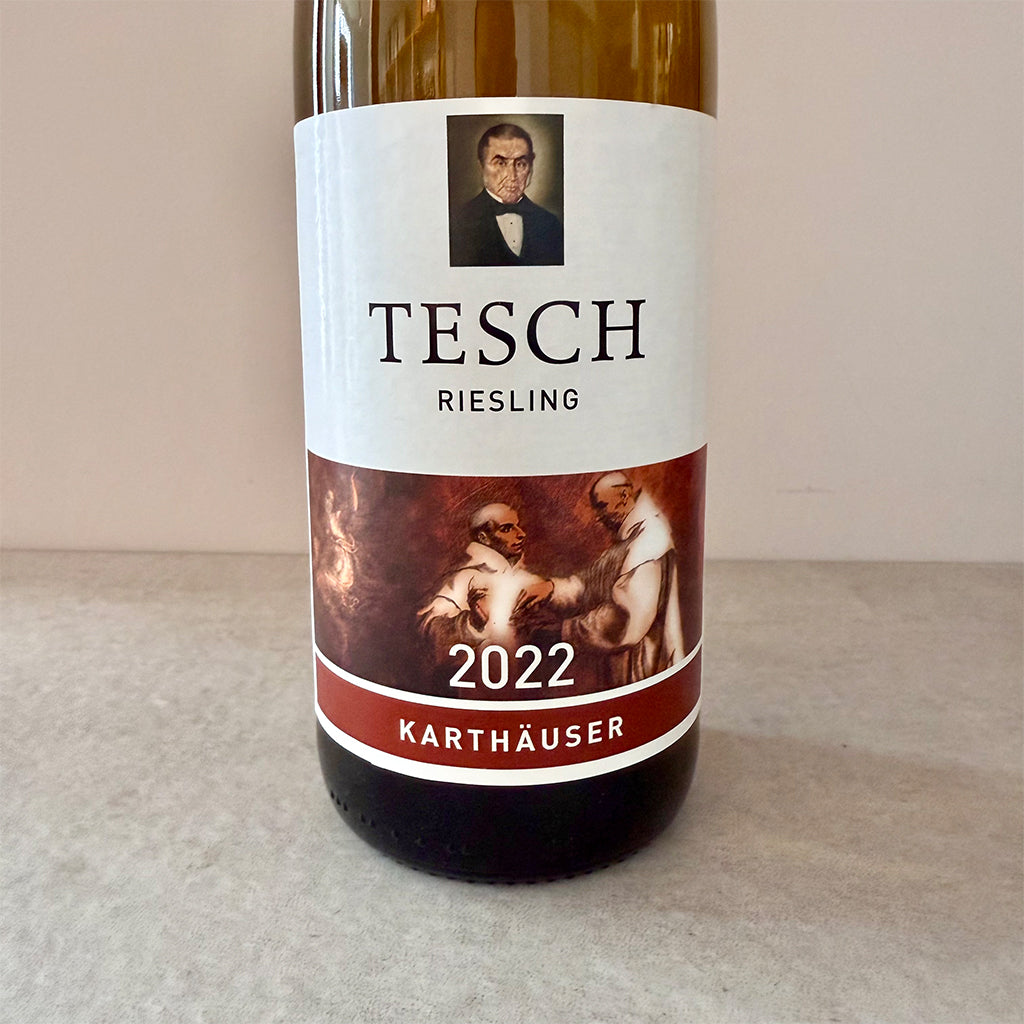 TESCH
RIESLING
2022
KARTHÄUSER